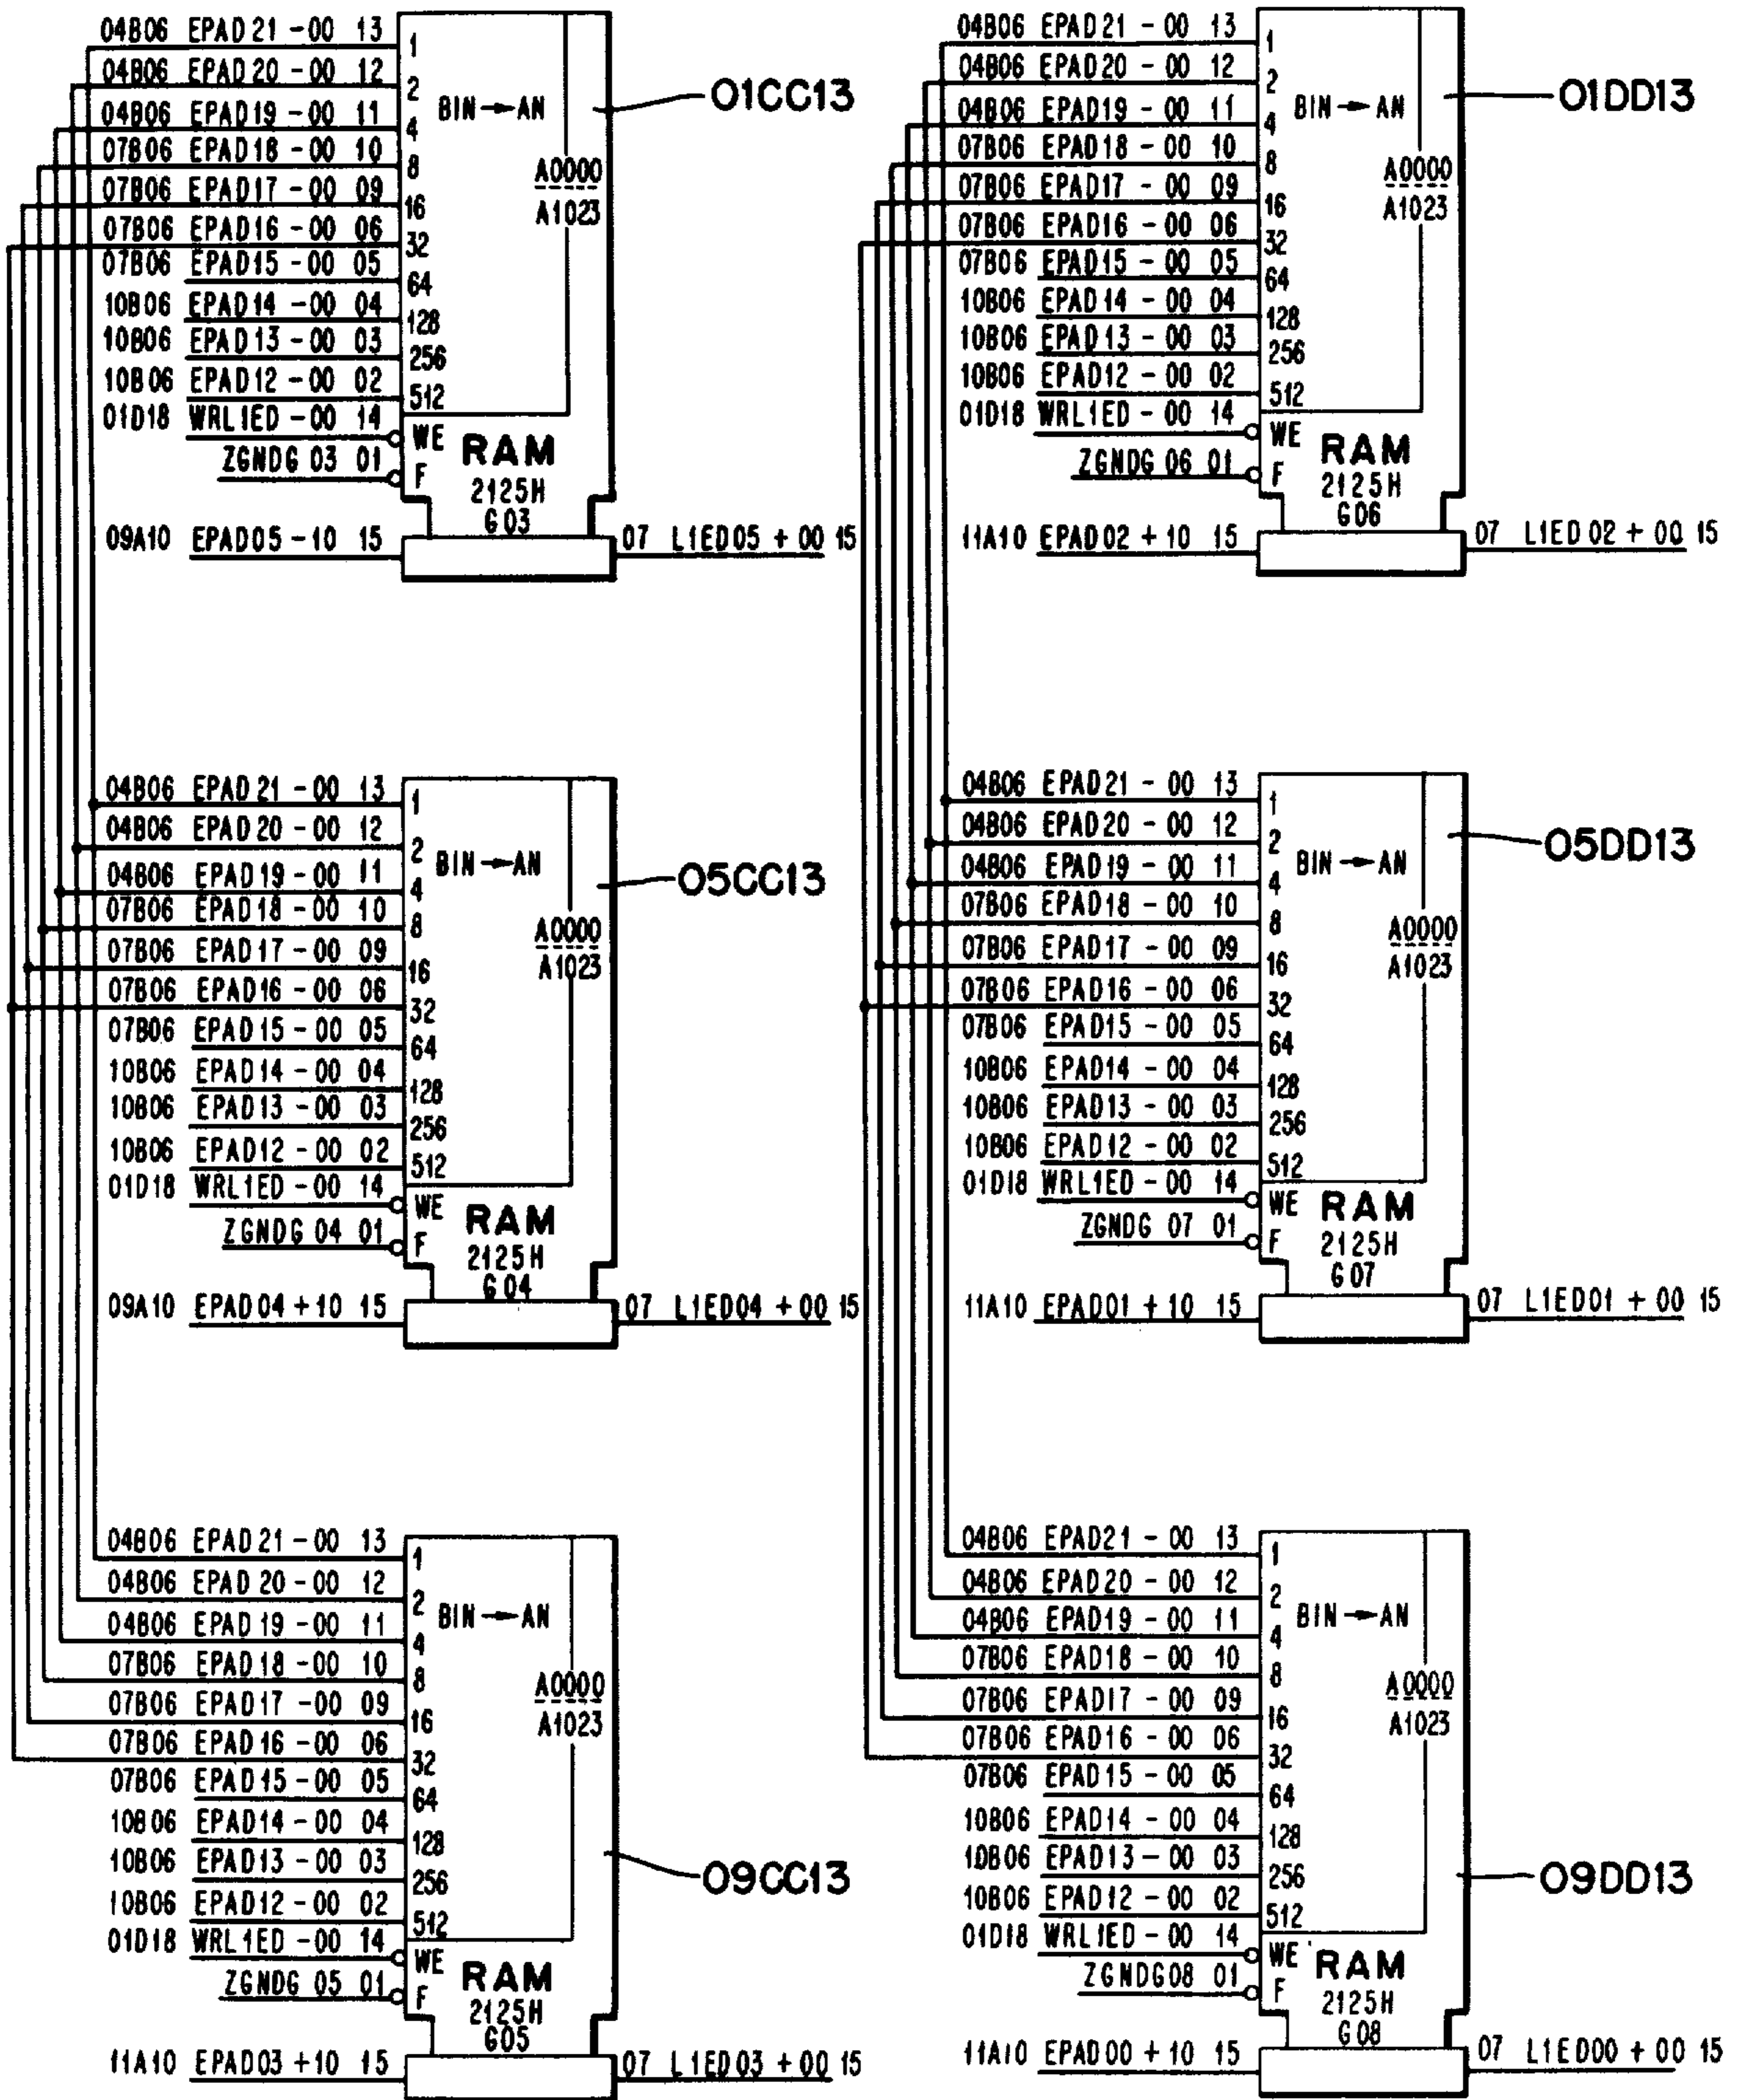 04B06 EPAD21-00 13 1
04B06 EPAD20-00 12 2
04B06 EPAD19-00 11 4
07B06 EPAD18-00 10 8
07B06 EPAD17-00 09 16
07B06 EPAD16-00 06 32
07B06 EPAD15-00 05 64
10B06 EPAD14-00 04 128
10B06 EPAD13-00 03 256
10B06 EPAD12-00 02 512
01D18 WRL1ED-00 14 WE
ZGNDG 03 01 F
BIN→AN
A0000
A1023
RAM
2125H
G03
09A10 EPAD05-10 15
07 L1ED05+00 15
01CC13
04B06 EPAD21-00 13 1
04B06 EPAD20-00 12 2
04B06 EPAD19-00 11 4
07B06 EPAD18-00 10 8
07B06 EPAD17-00 09 16
07B06 EPAD16-00 06 32
07B06 EPAD15-00 05 64
10B06 EPAD14-00 04 128
10B06 EPAD13-00 03 256
10B06 EPAD12-00 02 512
01D18 WRL1ED-00 14 WE
ZGNDG 06 01 F
BIN→AN
A0000
A1023
RAM
2125H
G06
11A10 EPAD02+10 15
07 L1ED02+00 15
01DD13
04B06 EPAD21-00 13 1
04B06 EPAD20-00 12 2
04B06 EPAD19-00 11 4
07B06 EPAD18-00 10 8
07B06 EPAD17-00 09 16
07B06 EPAD16-00 06 32
07B06 EPAD15-00 05 64
10B06 EPAD14-00 04 128
10B06 EPAD13-00 03 256
10B06 EPAD12-00 02 512
01D18 WRL1ED-00 14 WE
ZGNDG 04 01 F
BIN→AN
A0000
A1023
RAM
2125H
G04
09A10 EPAD04+10 15
07 L1ED04+00 15
05CC13
04B06 EPAD21-00 13 1
04B06 EPAD20-00 12 2
04B06 EPAD19-00 11 4
07B06 EPAD18-00 10 8
07B06 EPAD17-00 09 16
07B06 EPAD16-00 06 32
07B06 EPAD15-00 05 64
10B06 EPAD14-00 04 128
10B06 EPAD13-00 03 256
10B06 EPAD12-00 02 512
01D18 WRL1ED-00 14 WE
ZGNDG 07 01 F
BIN→AN
A0000
A1023
RAM
2125H
G07
11A10 EPAD01+10 15
07 L1ED01+00 15
05DD13
04B06 EPAD21-00 13 1
04B06 EPAD20-00 12 2
04B06 EPAD19-00 11 4
07B06 EPAD18-00 10 8
07B06 EPAD17-00 09 16
07B06 EPAD16-00 06 32
07B06 EPAD15-00 05 64
10B06 EPAD14-00 04 128
10B06 EPAD13-00 03 256
10B06 EPAD12-00 02 512
01D18 WRL1ED-00 14 WE
ZGNDG 05 01 F
BIN→AN
A0000
A1023
RAM
2125H
G05
11A10 EPAD03+10 15
07 L1ED03+00 15
09CC13
04B06 EPAD21-00 13 1
04B06 EPAD20-00 12 2
04B06 EPAD19-00 11 4
07B06 EPAD18-00 10 8
07B06 EPAD17-00 09 16
07B06 EPAD16-00 06 32
07B06 EPAD15-00 05 64
10B06 EPAD14-00 04 128
10B06 EPAD13-00 03 256
10B06 EPAD12-00 02 512
01D18 WRL1ED-00 14 WE
ZGNDG08 01 F
BIN→AN
A0000
A1023
RAM
2125H
G08
11A10 EPAD00+10 15
07 L1ED00+00 15
09DD13